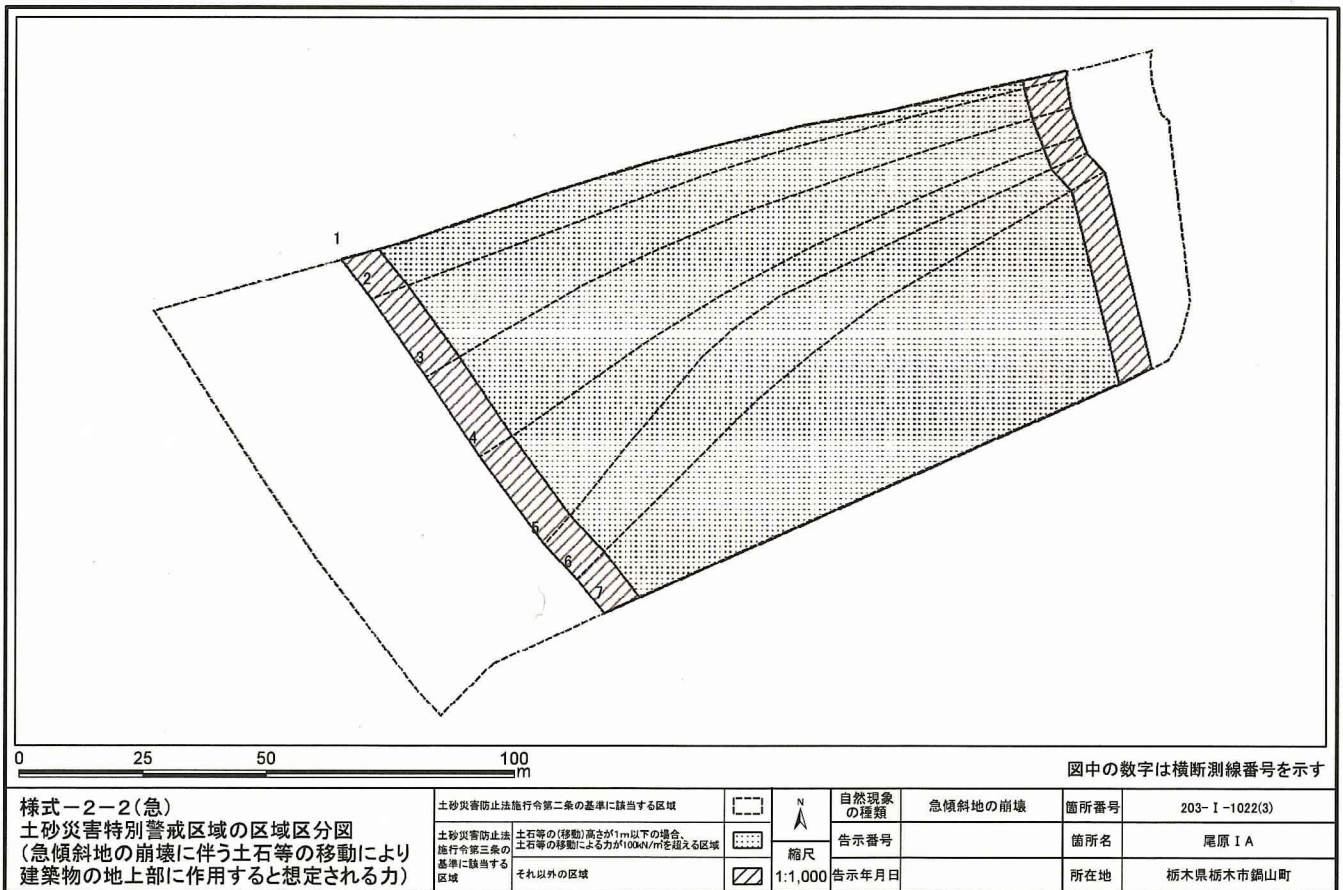 1
2
3
4
5
6
7
0 25 50 100
m
図中の数字は横断測線番号を示す
様式－2－2(急)
土砂災害特別警戒区域の区域区分図
(急傾斜地の崩壊に伴う土石等の移動により
建築物の地上部に作用すると想定される力)
土砂災害防止法施行令第二条の基準に該当する区域
土砂災害防止法
施行令第三条の
基準に該当する
区域
土石等の(移動)高さが1m以下の場合、
土石等の移動による力が100kN/㎡を超える区域
それ以外の区域
N
縮尺
1:1,000
自然現象
の種類
急傾斜地の崩壊
箇所番号
203-Ⅰ-1022(3)
告示番号
箇所名
尾原ⅠA
告示年月日
所在地
栃木県栃木市鍋山町